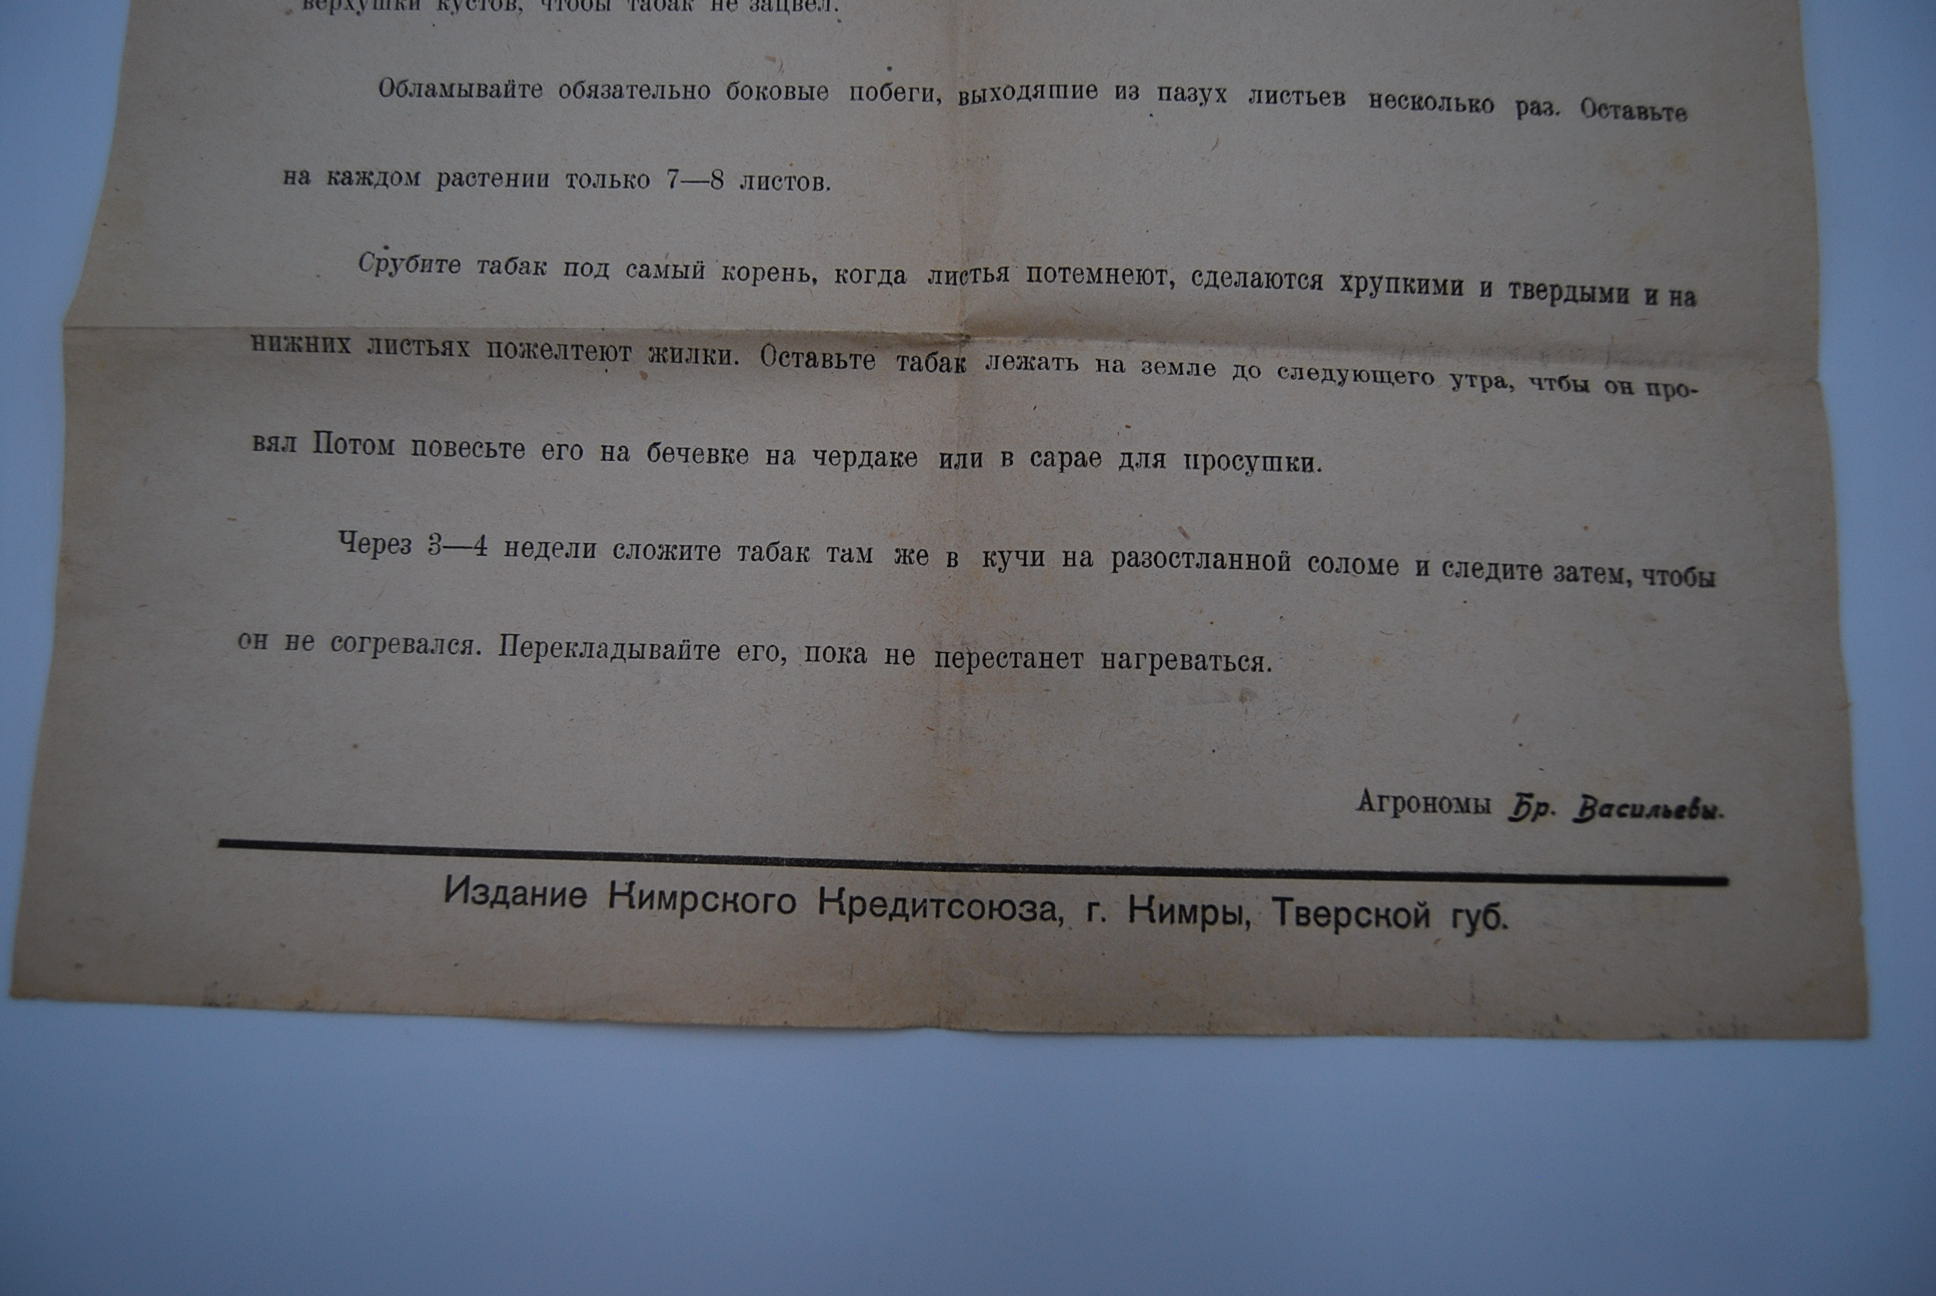 верхушки кустов, чтобы табак не зацвел.
Обламывайте обязательно боковые побеги, выходящие из пазух листьев несколько раз. Оставьте
на каждом растении только 7—8 листов.
Срубите табак под самый корень, когда листья потемнеют, сделаются хрупкими и твердыми и на
нижних листьях пожелтеют жилки. Оставьте табак лежать на земле до следующего утра, чтбы он про-
вял Потом повесьте его на бечевке на чердаке или в сарае для просушки.
Через 3—4 недели сложите табак там же в кучи на разостланной соломе и следите затем, чтобы
он не согревался. Перекладывайте его, пока не перестанет нагреваться.
Агрономы Бр. Васильевы.
Издание Кимрского Кредитсоюза, г. Кимры, Тверской губ.